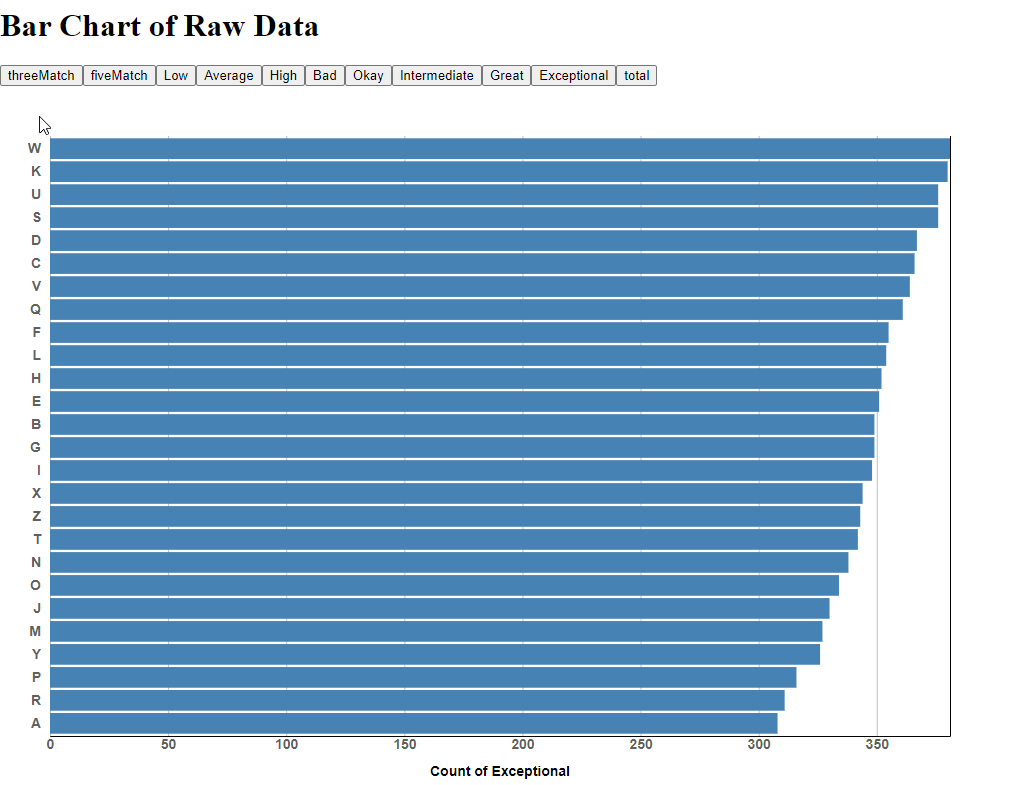 Bar Chart of Raw Data
threeMatch fiveMatch Low Average High Bad Okay Intermediate Great Exceptional total
W
K
U
S
D
C
V
Q
F
L
H
E
B
G
I
X
Z
T
N
O
J
M
Y
P
R
A
0 50 100 150 200 250 300 350
Count of Exceptional